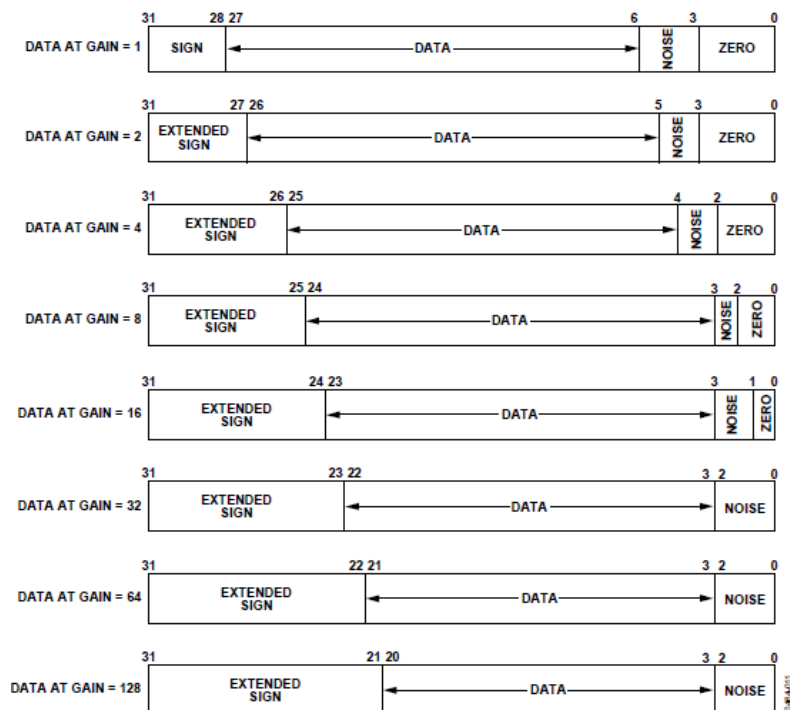 31 28 27 6 3 0
DATA AT GAIN = 1 SIGN DATA NOISE ZERO
31 27 26 5 3 0
DATA AT GAIN = 2 EXTENDED SIGN DATA NOISE ZERO
31 26 25 4 2 0
DATA AT GAIN = 4 EXTENDED SIGN DATA NOISE ZERO
31 25 24 3 2 0
DATA AT GAIN = 8 EXTENDED SIGN DATA NOISE ZERO
31 24 23 3 1 0
DATA AT GAIN = 16 EXTENDED SIGN DATA NOISE ZERO
31 23 22 3 2 0
DATA AT GAIN = 32 EXTENDED SIGN DATA NOISE
31 22 21 3 2 0
DATA AT GAIN = 64 EXTENDED SIGN DATA NOISE
31 21 20 3 2 0
DATA AT GAIN = 128 EXTENDED SIGN DATA NOISE